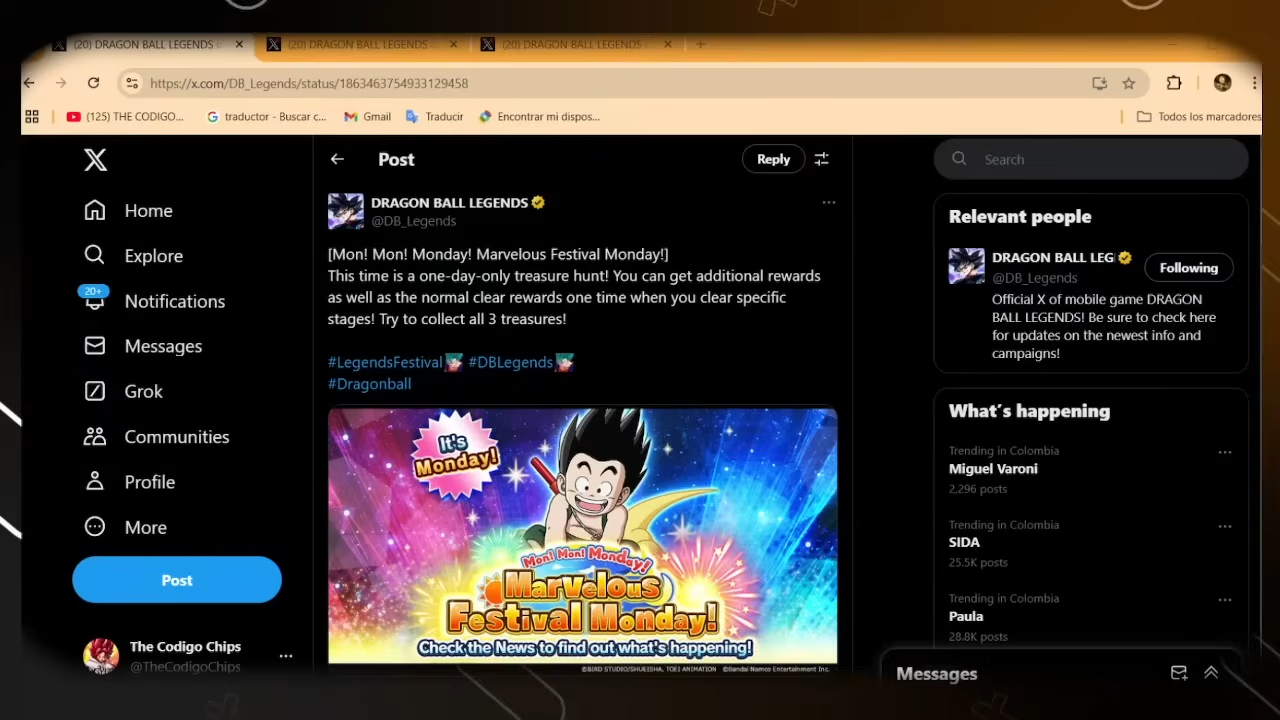 (20) DRAGON BALL LEGENDS
(20) DRAGON BALL LEGENDS
(20) DRAGON BALL LEGENDS
https://x.com/DB_Legends/status/1863463754933129458
(125) THE CODIGO...
traductor - Buscar c...
Gmail
Traducir
Encontrar mi dispos...
Todos los marcadores
Home
Explore
20+
Notifications
Messages
Grok
Communities
Profile
More
Post
The Codigo Chips
@TheCodigoChips
Post
Reply
DRAGON BALL LEGENDS
@DB_Legends
[Mon! Mon! Monday! Marvelous Festival Monday!]
This time is a one-day-only treasure hunt! You can get additional rewards
as well as the normal clear rewards one time when you clear specific
stages! Try to collect all 3 treasures!
#LegendsFestival #DBLegends
#Dragonball
It's
Monday!
Mon! Mon! Monday!
Marvelous
Festival Monday!
Check the News to find out what's happening!
©BIRD STUDIO/SHUEISHA, TOEI ANIMATION ©Bandai Namco Entertainment Inc.
Search
Relevant people
DRAGON BALL LEG
@DB_Legends
Following
Official X of mobile game DRAGON
BALL LEGENDS! Be sure to check here
for updates on the newest info and
campaigns!
What's happening
Trending in Colombia
Miguel Varoni
2,296 posts
Trending in Colombia
SIDA
25.5K posts
Trending in Colombia
Paula
28.8K posts
Messages